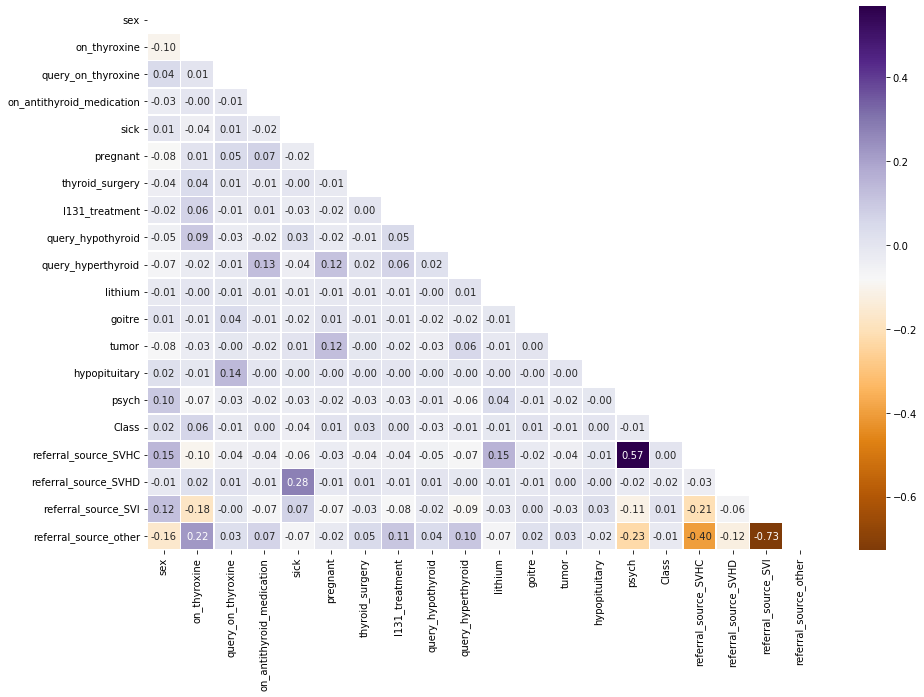 sex
on_thyroxine -0.10
query_on_thyroxine 0.04 0.01
on_antithyroid_medication -0.03 -0.00 -0.01
sick 0.01 -0.04 0.01 -0.02
pregnant -0.08 0.01 0.05 0.07 -0.02
thyroid_surgery -0.04 0.04 0.01 -0.01 -0.00 -0.01
I131_treatment -0.02 0.06 -0.01 0.01 -0.03 -0.02 0.00
query_hypothyroid -0.05 0.09 -0.03 -0.02 0.03 -0.02 -0.01 0.05
query_hyperthyroid -0.07 -0.02 -0.01 0.13 -0.04 0.12 0.02 0.06 0.02
lithium -0.01 -0.00 -0.01 -0.01 -0.01 -0.01 -0.01 -0.01 -0.00 0.01
goitre 0.01 -0.01 0.04 -0.01 -0.02 0.01 -0.01 -0.01 -0.02 -0.02 -0.01
tumor -0.08 -0.03 -0.00 -0.02 0.01 0.12 -0.00 -0.02 -0.03 0.06 -0.01 0.00
hypopituitary 0.02 -0.01 0.14 -0.00 -0.00 -0.00 -0.00 -0.00 -0.00 -0.00 -0.00 -0.00 -0.00
psych 0.10 -0.07 -0.03 -0.02 -0.03 -0.02 -0.03 -0.03 -0.01 -0.06 0.04 -0.01 -0.02 -0.00
Class 0.02 0.06 -0.01 0.00 -0.04 0.01 0.03 0.00 -0.03 -0.01 0.01 -0.01 0.01 0.00 -0.01
referral_source_SVHC 0.15 -0.10 -0.04 -0.04 -0.06 -0.03 -0.04 -0.04 -0.05 -0.07 0.15 -0.02 -0.04 -0.01 0.57 0.00
referral_source_SVHD -0.01 0.02 0.01 -0.01 0.28 -0.01 0.01 -0.01 0.01 -0.00 -0.01 -0.01 0.00 -0.00 -0.02 -0.02 -0.03
referral_source_SVI 0.12 -0.18 -0.00 -0.07 0.07 -0.07 -0.03 -0.08 -0.02 -0.09 -0.03 0.00 -0.03 0.03 -0.11 0.01 -0.21 -0.06
referral_source_other -0.16 0.22 0.03 0.07 -0.07 -0.02 0.05 0.11 0.04 0.10 -0.07 0.02 0.03 -0.02 -0.23 -0.01 -0.40 -0.12 -0.73
sex
on_thyroxine
query_on_thyroxine
on_antithyroid_medication
sick
pregnant
thyroid_surgery
I131_treatment
query_hypothyroid
query_hyperthyroid
lithium
goitre
tumor
hypopituitary
psych
Class
referral_source_SVHC
referral_source_SVHD
referral_source_SVI
referral_source_other
0.4
0.2
0.0
−0.2
−0.4
−0.6